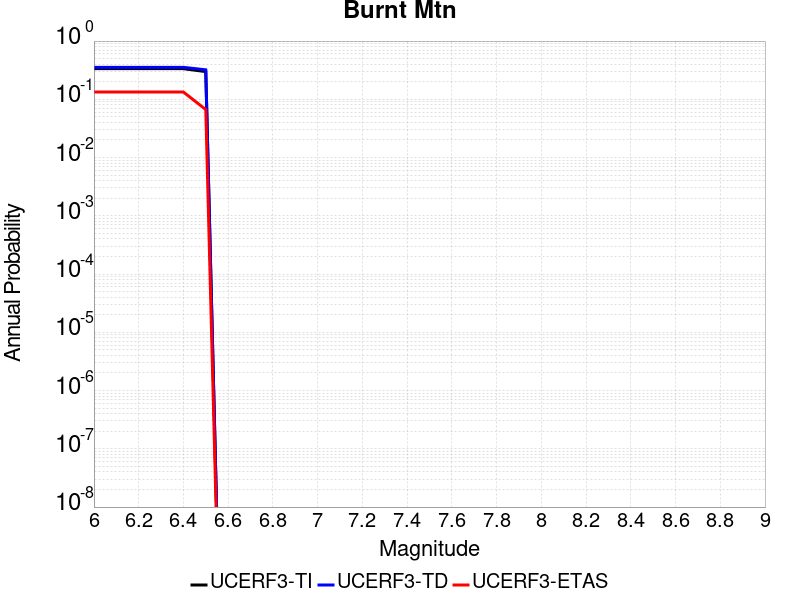 Burnt Mtn
Annual Probability
10^0
10^-1
10^-2
10^-3
10^-4
10^-5
10^-6
10^-7
10^-8
6 6.2 6.4 6.6 6.8 7 7.2 7.4 7.6 7.8 8 8.2 8.4 8.6 8.8 9
Magnitude
UCERF3-TI UCERF3-TD UCERF3-ETAS